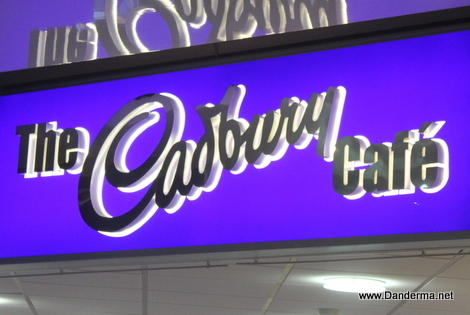 The Cadbury Café
www.Danderma.net